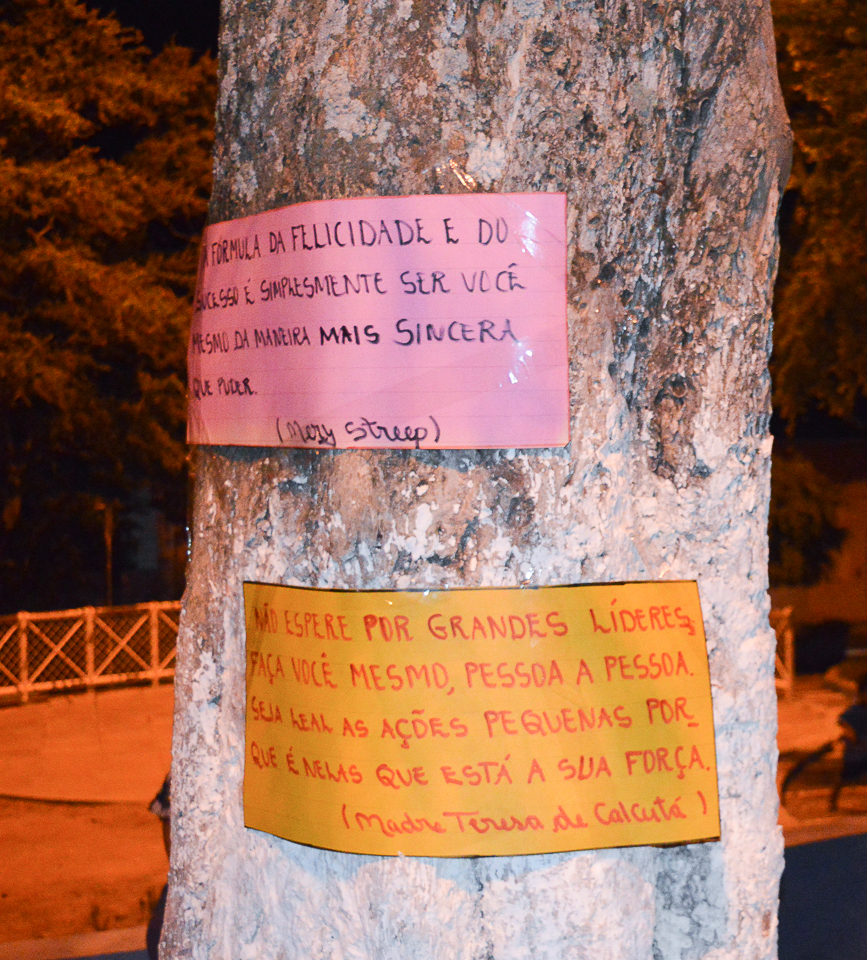 A FÓRMULA DA FELICIDADE E DO
SUCESSO É SIMPLESMENTE SER VOCÊ
MESMO DA MANEIRA MAIS SINCERA
QUE PUDER.
(Mery Streep)
NÃO ESPERE POR GRANDES LÍDERES;
FAÇA VOCÊ MESMO, PESSOA A PESSOA.
SEJA LEAL AS AÇÕES PEQUENAS POR_
QUE É NELAS QUE ESTÁ A SUA FORÇA.
(Madre Teresa de Calcutá)